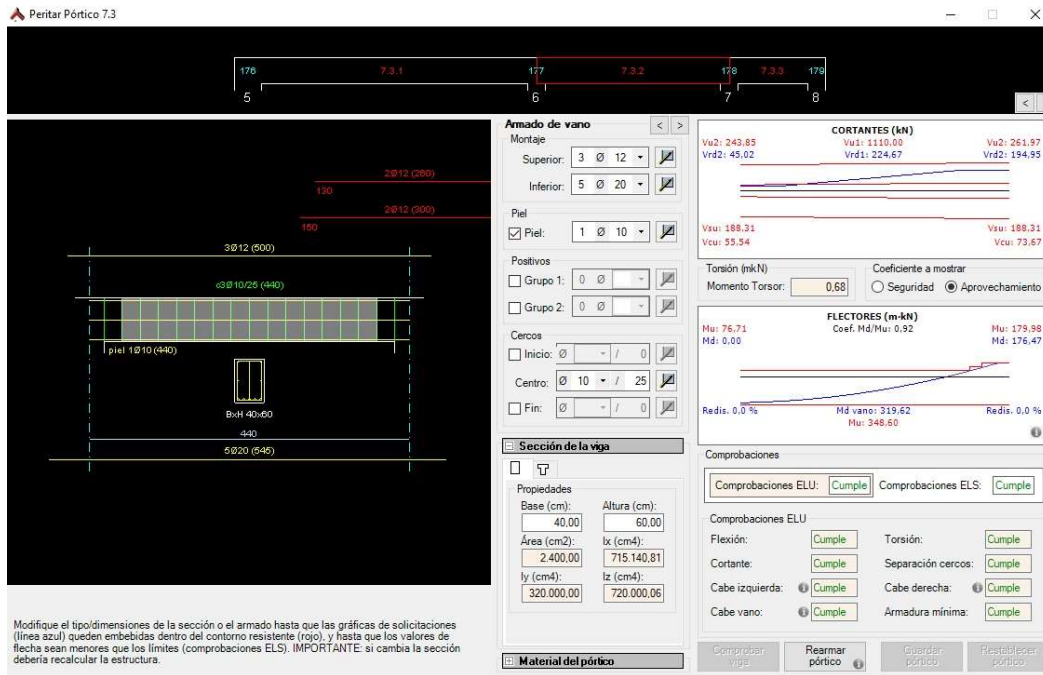 Peritar Pórtico 7.3
176 7.3.1 177 7.3.2 178 7.3.3 179
5 6 7 8
< 
2Ø12 (280)
130
2Ø12 (300)
150
3Ø12 (500)
c3Ø10/25 (440)
piel 1Ø10 (440)
BxH 40x60
440
5Ø20 (545)
Modifique el tipo/dimensiones de la sección o el armado hasta que las gráficas de solicitaciones
(línea azul) queden embebidas dentro del contorno resistente (rojo), y hasta que los valores de
flecha sean menores que los límites (comprobaciones ELS). IMPORTANTE: si cambia la sección
debería recalcular la estructura.
Armado de vano < >
Montaje
Superior: 3 Ø 12
Inferior: 5 Ø 20
Piel
Piel: 1 Ø 10
Positivos
Grupo 1: 0 Ø
Grupo 2: 0 Ø
Cercos
Inicio: Ø / 0
Centro: Ø 10 / 25
Fin: Ø / 0
Sección de la viga
Propiedades
Base (cm): Altura (cm):
40,00 60,00
Área (cm2): Ix (cm4):
2.400,00 715.140,81
Iy (cm4): Iz (cm4):
320.000,00 720.000,06
Material del pórtico
CORTANTES (kN)
Vu2: 243,85 Vu1: 1110,00 Vu2: 261,97
Vrd2: 45,02 Vrd1: 224,67 Vrd2: 194,95
Vsu: 188,31 Vsu: 188,31
Vcu: 55,54 Vcu: 73,67
Torsión (mkN)
Momento Torsor: 0,68
Coeficiente a mostrar
Seguridad Aprovechamiento
FLECTORES (m·kN)
Mu: 76,71 Coef. Md/Mu: 0,92 Mu: 179,98
Md: 0,00 Md: 176,47
Redis. 0,0 % Md vano: 319,62 Redis. 0,0 %
Mu: 348,60
Comprobaciones
Comprobaciones ELU: Cumple Comprobaciones ELS: Cumple
Comprobaciones ELU
Flexión: Cumple Torsión: Cumple
Cortante: Cumple Separación cercos: Cumple
Cabe izquierda: Cumple Cabe derecha: Cumple
Cabe vano: Cumple Armadura mínima: Cumple
Comprobar viga
Rearmar pórtico
Guardar pórtico
Restablecer pórtico